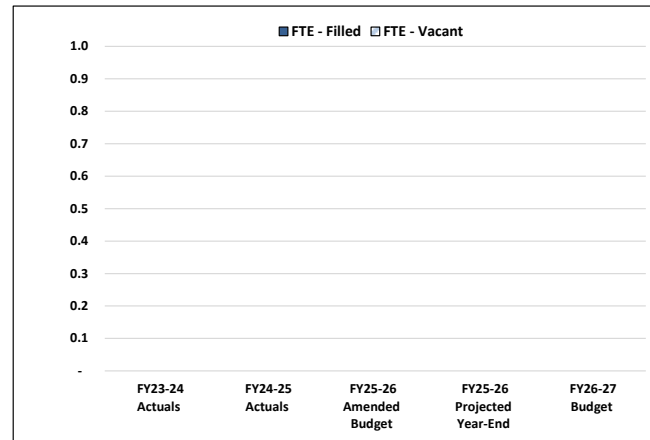 FTE - Filled FTE - Vacant
1.0
0.9
0.8
0.7
0.6
0.5
0.4
0.3
0.2
0.1
-
FY23-24 FY24-25 FY25-26 FY25-26 FY26-27
Actuals Actuals Amended Projected Budget
Budget Year-End